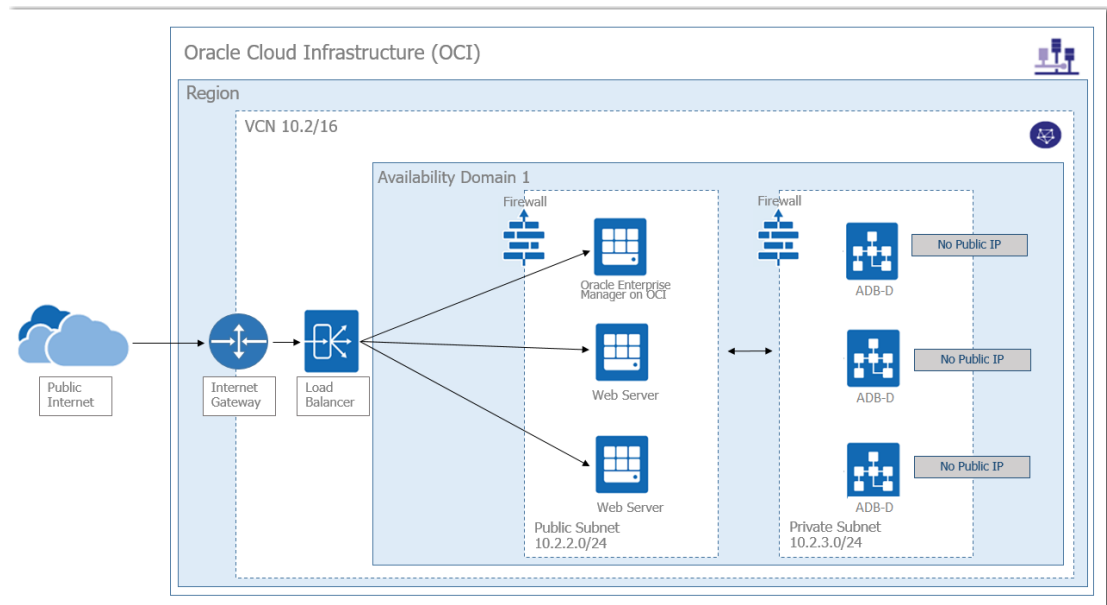 Oracle Cloud Infrastructure (OCI)
Region
VCN 10.2/16
Availability Domain 1
Firewall
Firewall
No Public IP
ADB-D
Oracle Enterprise
Manager on OCI
Public
Internet
Internet
Gateway
Load
Balancer
Web Server
No Public IP
ADB-D
Web Server
No Public IP
ADB-D
Public Subnet
10.2.2.0/24
Private Subnet
10.2.3.0/24